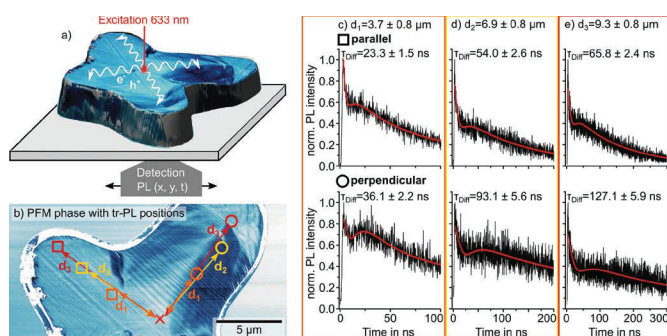 Excitation 633 nm
a)
e⁻
h⁺
Detection
PL (x, y, t)
b) PFM phase with tr-PL positions
d₃
d₂
d₁
d₃
d₂
d₁
5 µm
c) d₁=3.7 ± 0.8 µm
parallel
τDiff=23.3 ± 1.5 ns
d) d₂=6.9 ± 0.8 µm
τDiff=54.0 ± 2.6 ns
e) d₃=9.3 ± 0.8 µm
τDiff=65.8 ± 2.4 ns
norm. PL intensity
1.0
0.8
0.6
0.4
0.2
0.0
perpendicular
τDiff=36.1 ± 2.2 ns
τDiff=93.1 ± 5.6 ns
τDiff=127.1 ± 5.9 ns
norm. PL intensity
1.0
0.8
0.6
0.4
0.2
0.0
0 25 50 75 100
Time in ns
0 50 100 150 200
Time in ns
0 100 200 300
Time in ns